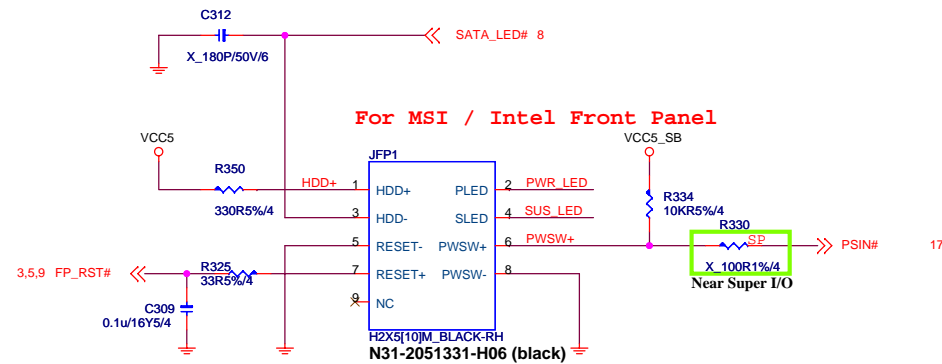 C312
SATA_LED# 8
X_180P/50V/6
For MSI / Intel Front Panel
VCC5
VCC5_SB
JFP1
R350
HDD+
1
HDD+
PLED
2
PWR_LED
R334
330R5%/4
10KR5%/4
3
HDD-
SLED
4
SUS_LED
R330
5
RESET-
PWSW+
6
PWSW+
SP
PSIN#
17
3,5,9 FP_RST#
R325
7
RESET+
PWSW-
8
X_100R1%/4
33R5%/4
Near Super I/O
9
NC
C309
0.1u/16Y5/4
H2X5[10]M_BLACK-RH
N31-2051331-H06 (black)